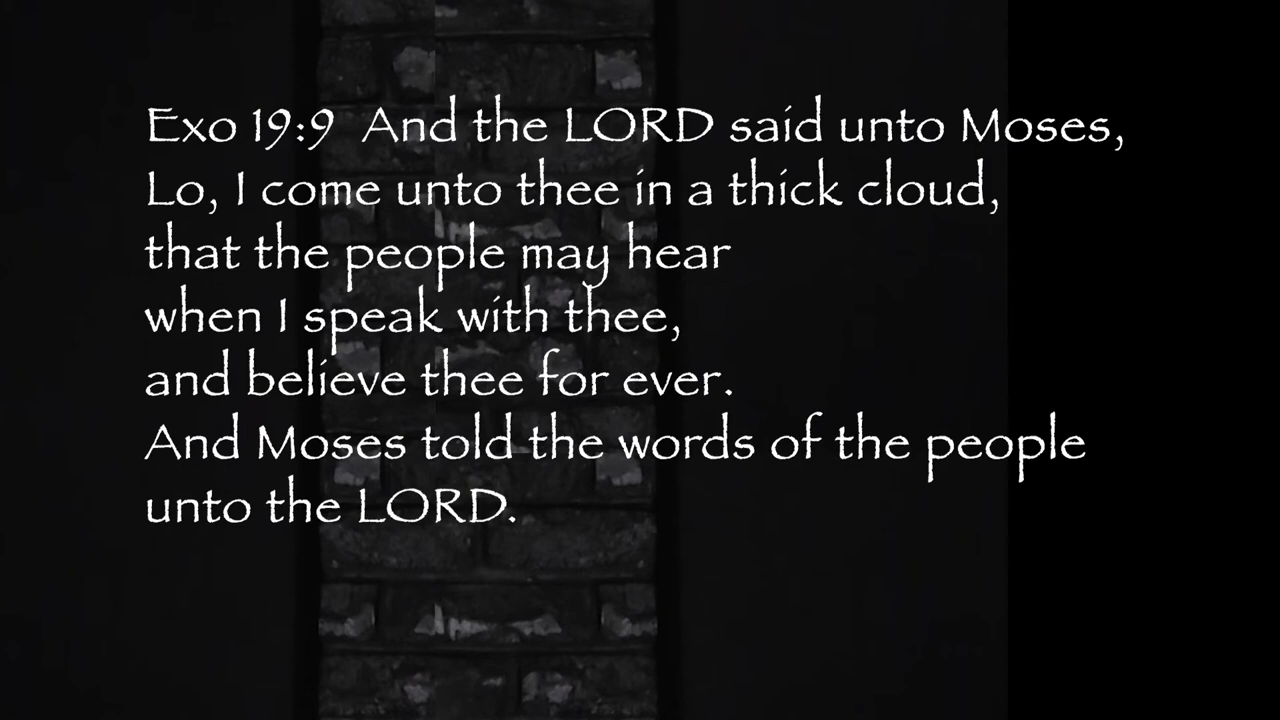 Exo 19:9  And the LORD said unto Moses,
Lo, I come unto thee in a thick cloud,
that the people may hear
when I speak with thee,
and believe thee for ever.
And Moses told the words of the people
unto the LORD.